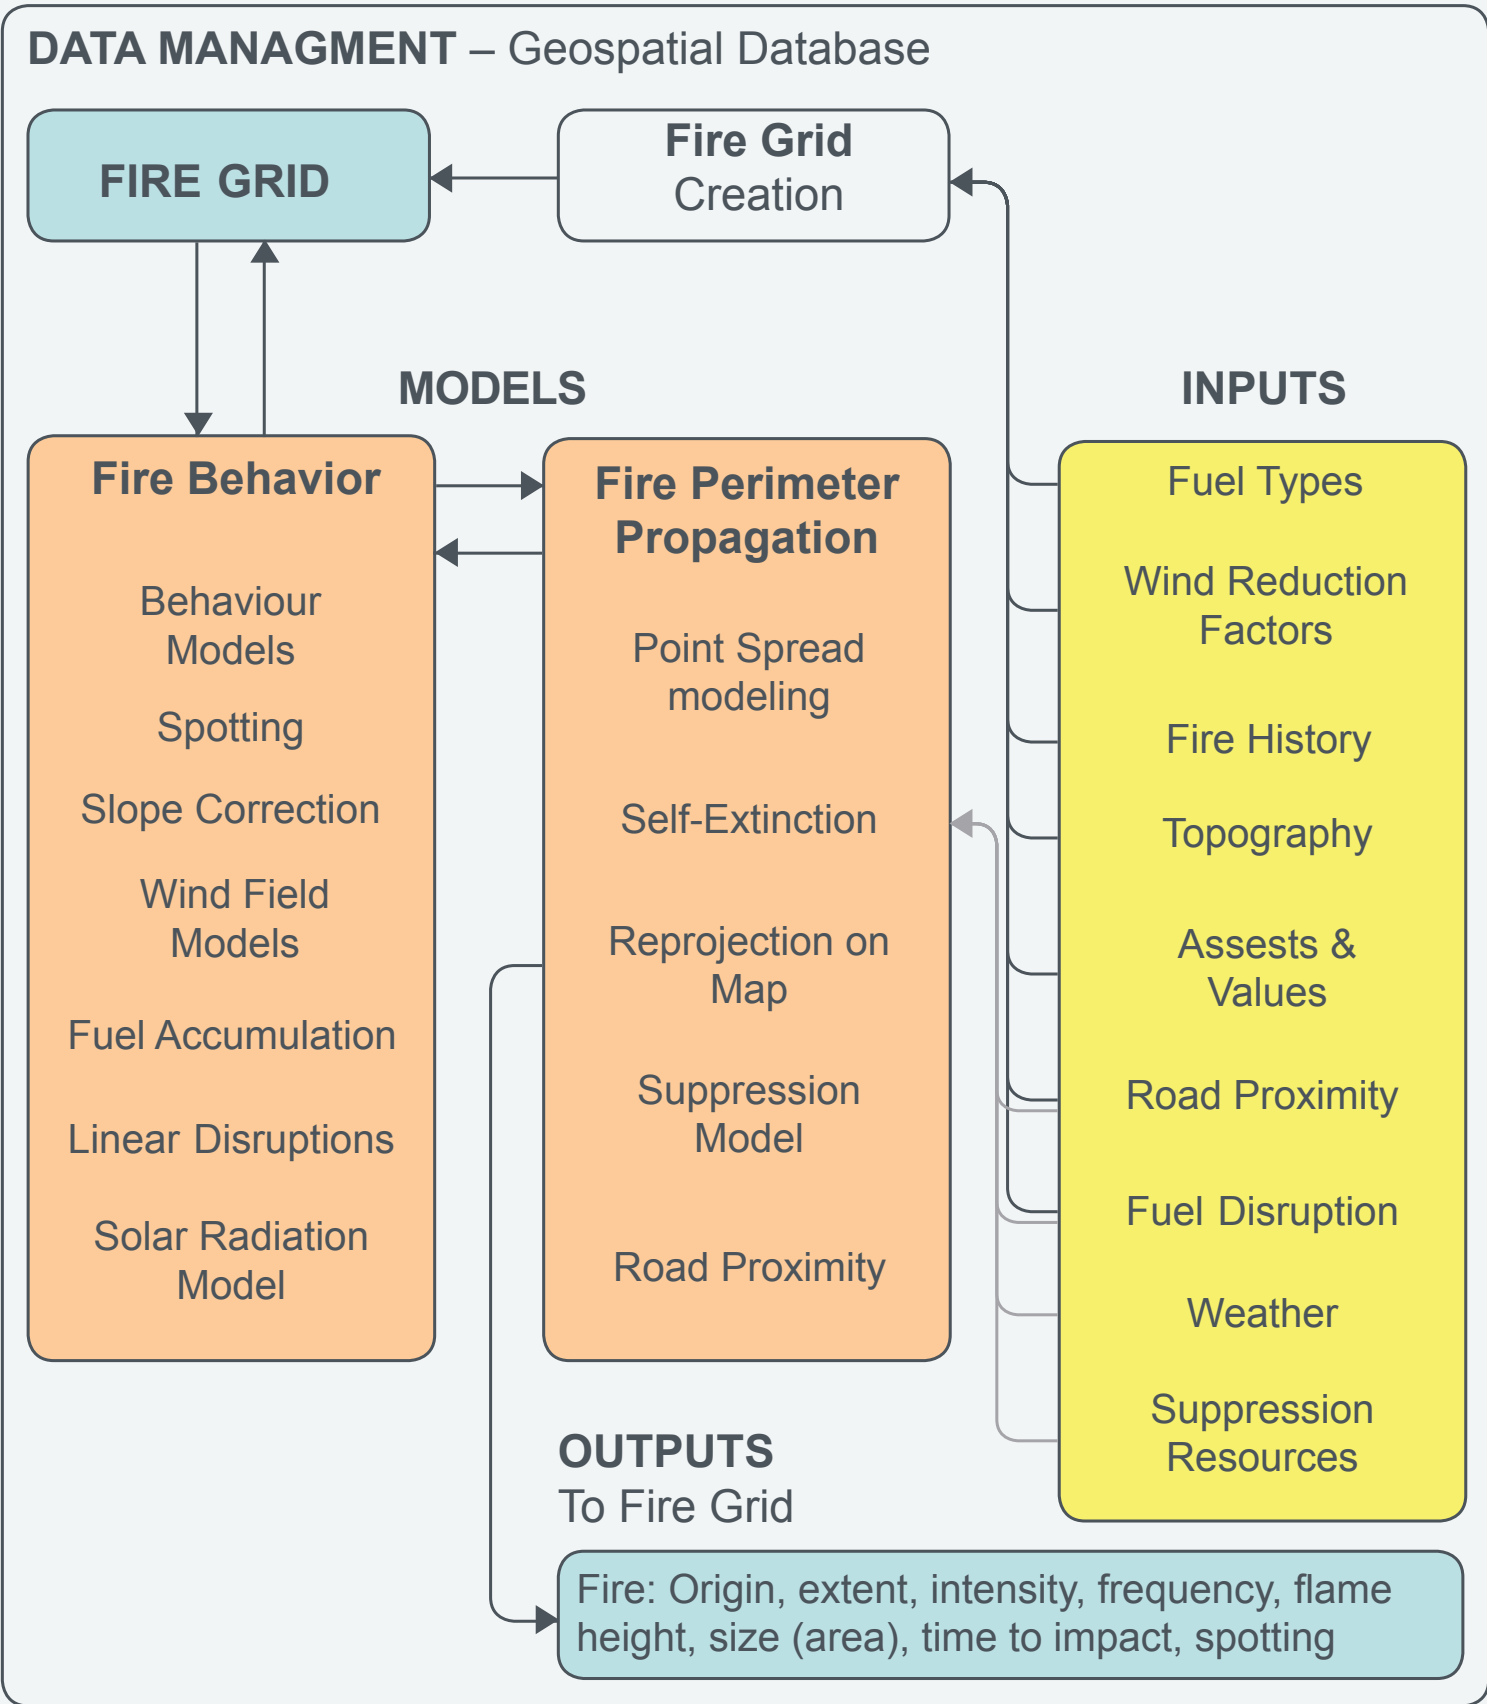 DATA MANAGMENT – Geospatial Database
FIRE GRID
Fire Grid
Creation
MODELS
INPUTS
Fire Behavior
Behaviour
Models
Spotting
Slope Correction
Wind Field
Models
Fuel Accumulation
Linear Disruptions
Solar Radiation
Model
Fire Perimeter
Propagation
Point Spread
modeling
Self-Extinction
Reprojection on
Map
Suppression
Model
Road Proximity
Fuel Types
Wind Reduction
Factors
Fire History
Topography
Assests &
Values
Road Proximity
Fuel Disruption
Weather
Suppression
Resources
OUTPUTS
To Fire Grid
Fire: Origin, extent, intensity, frequency, flame
height, size (area), time to impact, spotting